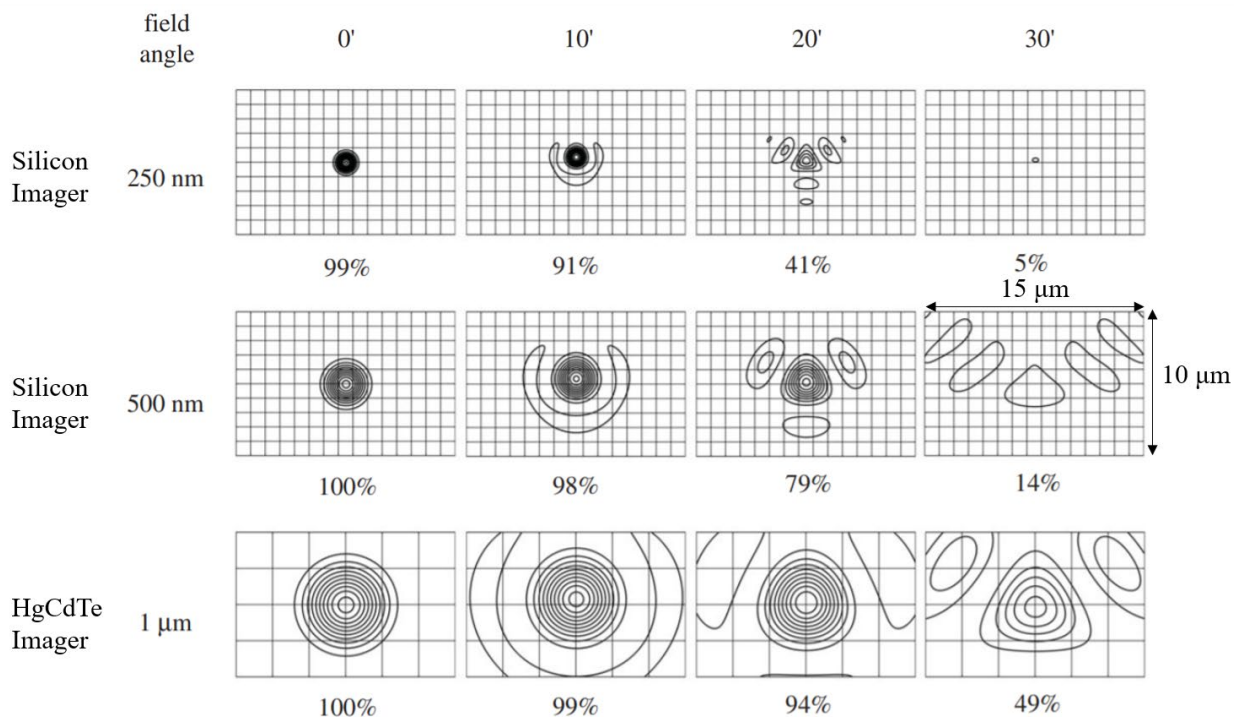 field
angle
0' 10' 20' 30'
Silicon
Imager
250 nm
99% 91% 41% 5%
15 μm
Silicon
Imager
500 nm
10 μm
100% 98% 79% 14%
HgCdTe
Imager
1 μm
100% 99% 94% 49%